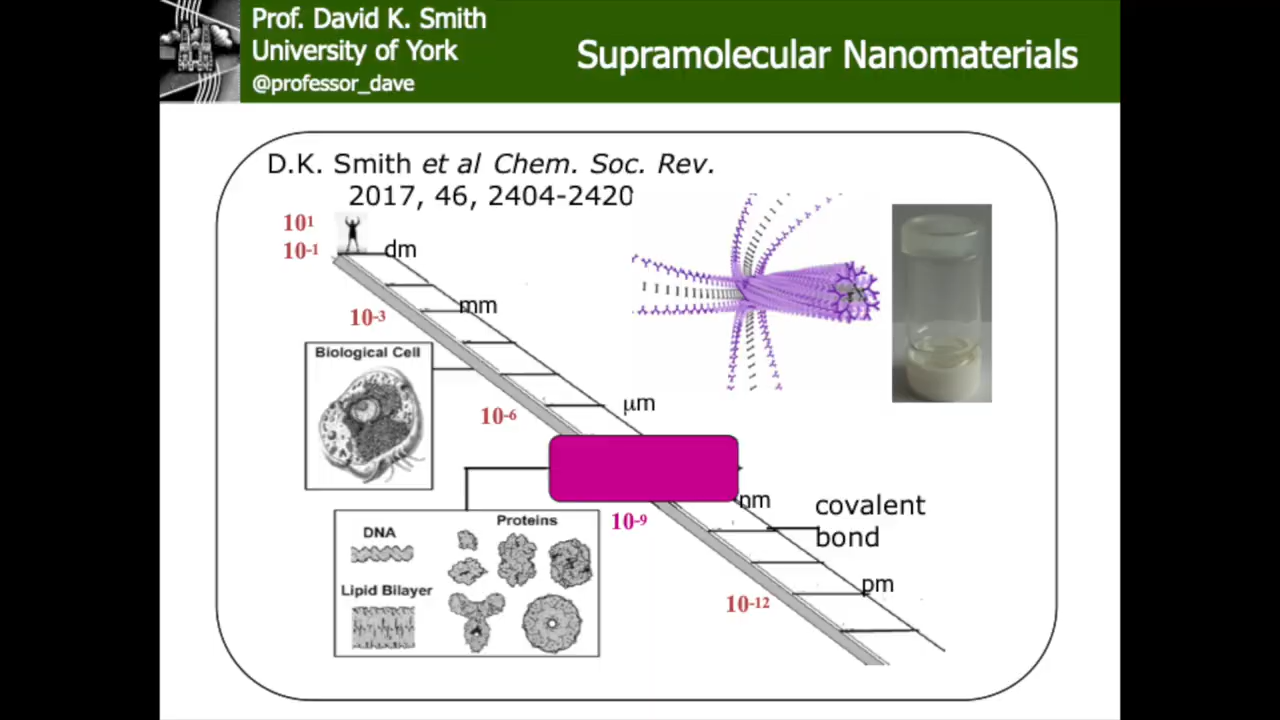 Prof. David K. Smith
University of York
@professor_dave
Supramolecular Nanomaterials
D.K. Smith et al Chem. Soc. Rev.
2017, 46, 2404-2420
10¹
10⁻¹
dm
mm
10⁻³
Biological Cell
μm
10⁻⁶
nm
10⁻⁹
covalent
bond
DNA
Proteins
Lipid Bilayer
pm
10⁻¹²